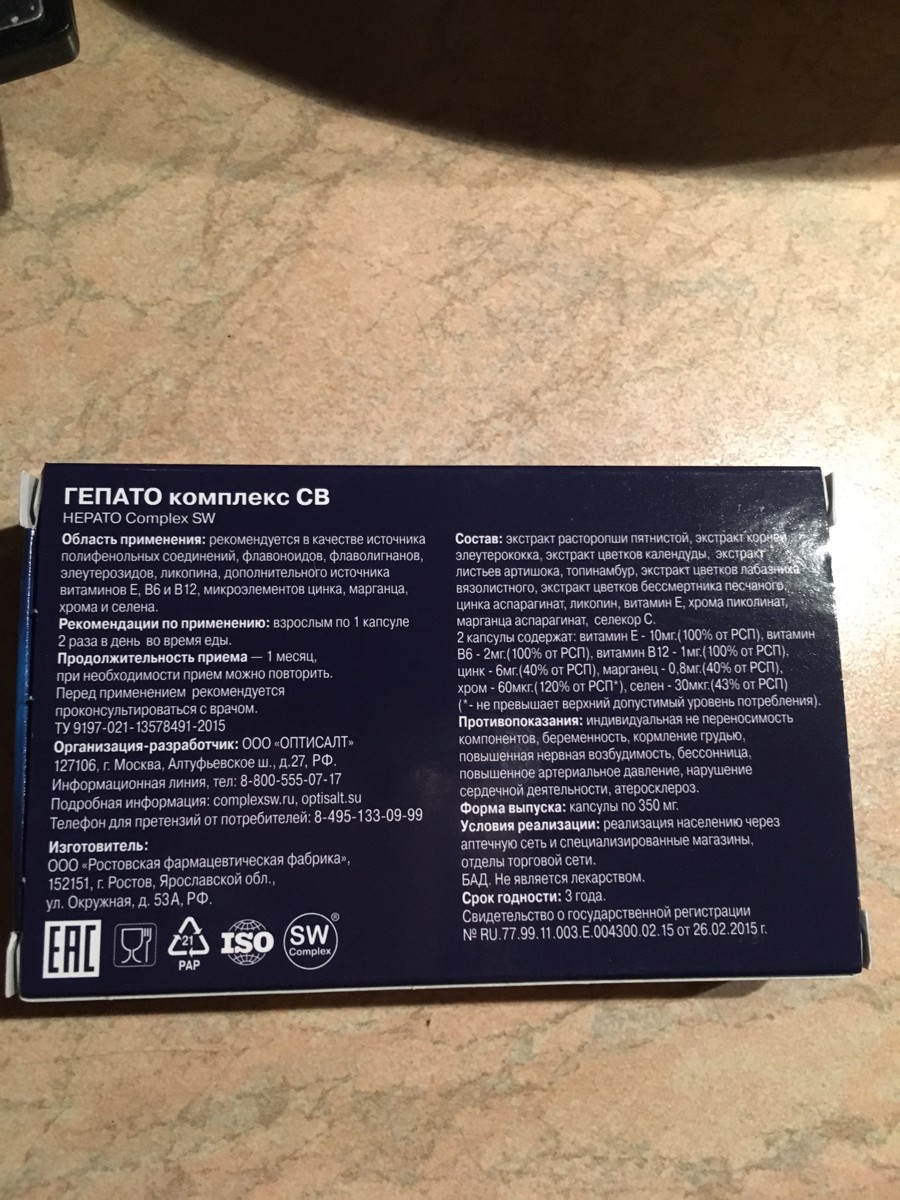 ГЕПАТО комплекс СВ
HEPATO Complex SW
Область применения: рекомендуется в качестве источника
полифенольных соединений, флавоноидов, флаволигнанов,
элеутерозидов, ликопина, дополнительного источника
витаминов Е, В6 и В12, микроэлементов цинка, марганца,
хрома и селена.
Рекомендации по применению: взрослым по 1 капсуле
2 раза в день во время еды.
Продолжительность приема — 1 месяц,
при необходимости прием можно повторить.
Перед применением рекомендуется
проконсультироваться с врачом.
ТУ 9197-021-13578491-2015
Организация-разработчик: ООО «ОПТИСАЛТ»
127106, г. Москва, Алтуфьевское ш., д.27, РФ.
Информационная линия, тел: 8-800-555-07-17
Подробная информация: complexsw.ru, optisalt.su
Телефон для претензий от потребителей: 8-495-133-09-99
Изготовитель:
ООО «Ростовская фармацевтическая фабрика»,
152151, г. Ростов, Ярославской обл.,
ул. Окружная, д. 53А, РФ.
EAC
21
PAP
ISO
SW®
Complex
Состав: экстракт расторопши пятнистой, экстракт корней
элеутерококка, экстракт цветков календулы, экстракт
листьев артишока, топинамбур, экстракт цветков лабазника
вязолистного, экстракт цветков бессмертника песчаного,
цинка аспарагинат, ликопин, витамин Е, хрома пиколинат,
марганца аспарагинат, селекор С.
2 капсулы содержат: витамин Е - 10мг.(100% от РСП), витамин
В6 - 2мг.(100% от РСП), витамин В12 - 1мг.(100% от РСП),
цинк - 6мг.(40% от РСП), марганец - 0,8мг.(40% от РСП),
хром - 60мкг.(120% от РСП*), селен - 30мкг.(43% от РСП)
(*- не превышает верхний допустимый уровень потребления).
Противопоказания: индивидуальная не переносимость
компонентов, беременность, кормление грудью,
повышенная нервная возбудимость, бессонница,
повышенное артериальное давление, нарушение
сердечной деятельности, атеросклероз.
Форма выпуска: капсулы по 350 мг.
Условия реализации: реализация населению через
аптечную сеть и специализированные магазины,
отделы торговой сети.
БАД. Не является лекарством.
Срок годности: 3 года.
Свидетельство о государственной регистрации
№ RU.77.99.11.003.Е.004300.02.15 от 26.02.2015 г.